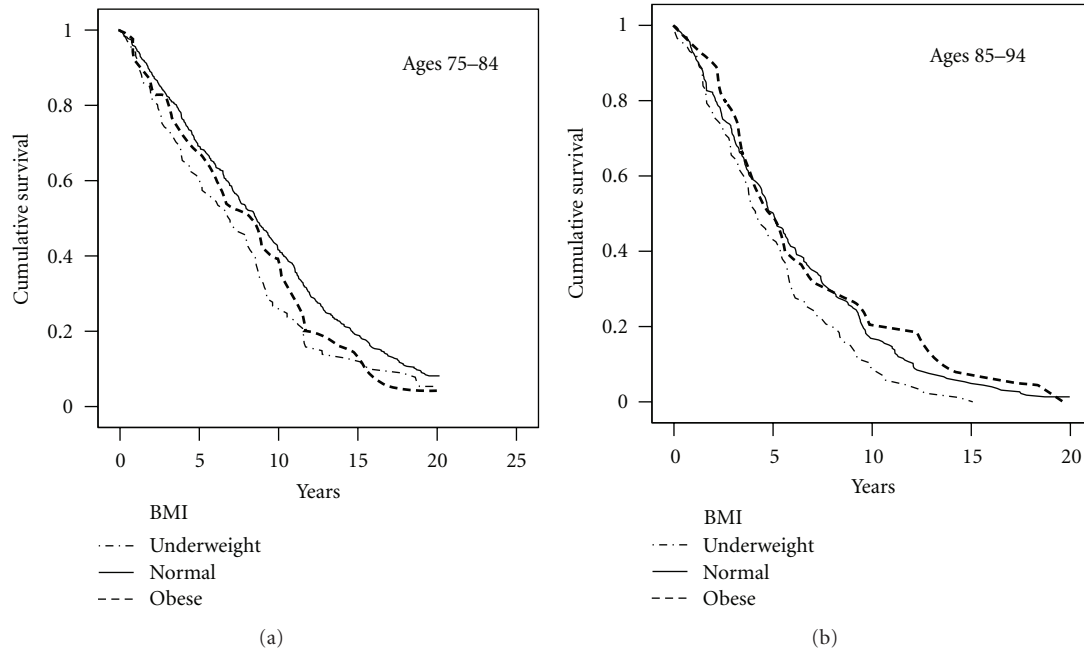 1
0.8
0.6
0.4
0.2
0
Cumulative survival
Ages 75–84
0 5 10 15 20 25
Years
BMI
Underweight
Normal
Obese
(a)
1
0.8
0.6
0.4
0.2
0
Cumulative survival
Ages 85–94
0 5 10 15 20
Years
BMI
Underweight
Normal
Obese
(b)